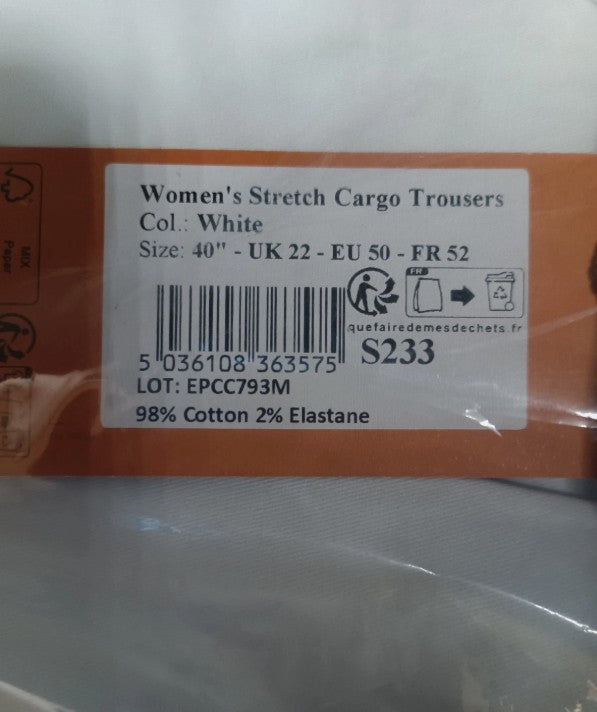 Women's Stretch Cargo Trousers
Col.: White
Size: 40" - UK 22 - EU 50 - FR 52
FR
quefairedemesdechets.fr
5 036108 363575
S233
LOT: EPCC793M
98% Cotton 2% Elastane
MIX
Paper